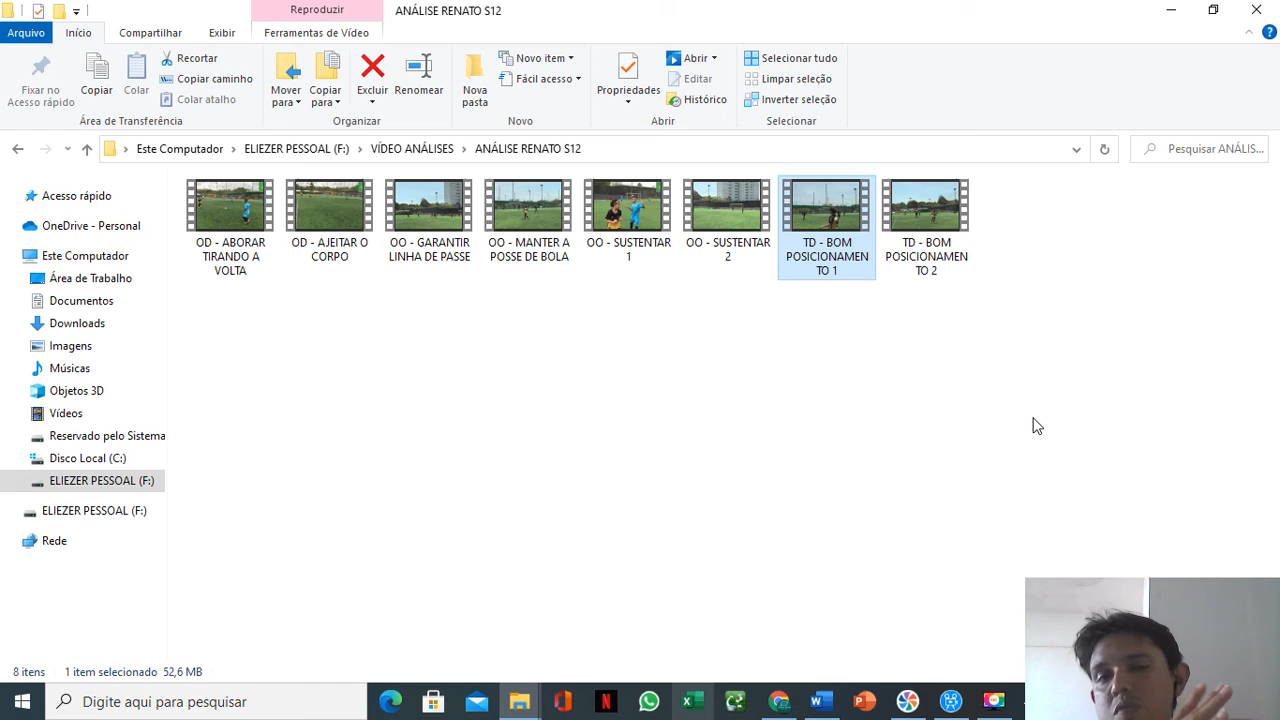 Reproduzir
ANÁLISE RENATO S12
Arquivo
Início
Compartilhar
Exibir
Ferramentas de Vídeo
Fixar no
Acesso rápido
Copiar
Colar
Recortar
Copiar caminho
Colar atalho
Área de Transferência
Mover
para
Copiar
para
Excluir
Renomear
Organizar
Nova
pasta
Novo item
Fácil acesso
Novo
Propriedades
Abrir
Editar
Histórico
Abrir
Selecionar tudo
Limpar seleção
Inverter seleção
Selecionar
Este Computador
ELIEZER PESSOAL (F:)
VÍDEO ANÁLISES
ANÁLISE RENATO S12
Pesquisar ANÁLIS...
Acesso rápido
OneDrive - Personal
Este Computador
Área de Trabalho
Documentos
Downloads
Imagens
Músicas
Objetos 3D
Vídeos
Reservado pelo Sistema
Disco Local (C:)
ELIEZER PESSOAL (F:)
ELIEZER PESSOAL (F:)
Rede
OD - ABORAR
TIRANDO A
VOLTA
OD - AJEITAR O
CORPO
OO - GARANTIR
LINHA DE PASSE
OO - MANTER A
POSSE DE BOLA
OO - SUSTENTAR
1
OO - SUSTENTAR
2
TD - BOM
POSICIONAMEN
TO 1
TD - BOM
POSICIONAMEN
TO 2
8 itens
1 item selecionado 52,6 MB
Digite aqui para pesquisar